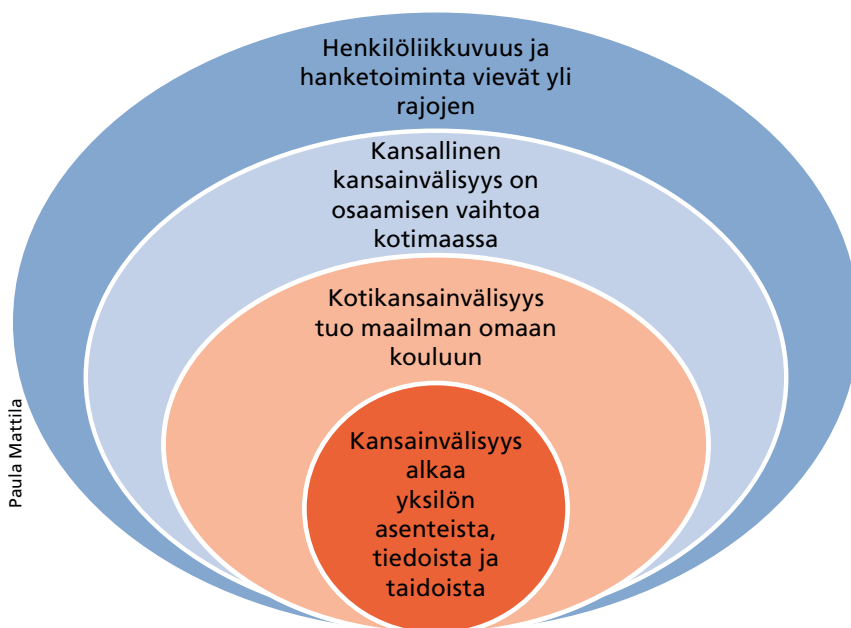 Henkilöliikkuvuus ja
hanketoiminta vievät yli
rajojen
Kansallinen
kansainvälisyys on
osaamisen vaihtoa
kotimaassa
Kotikansainvälisyys
tuo maailman omaan
kouluun
Kansainvälisyys
alkaa
yksilön
asenteista,
tiedoista ja
taidoista
Paula Mattila